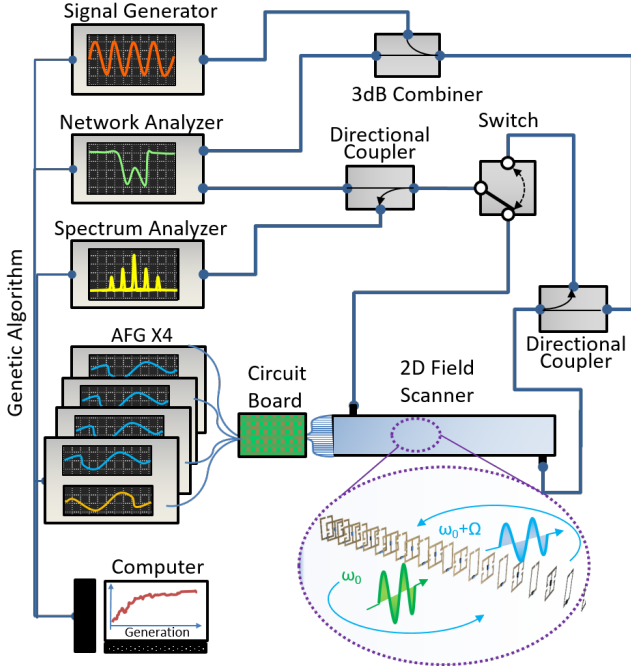 Signal Generator
3dB Combiner
Network Analyzer
Directional
Coupler
Switch
Spectrum Analyzer
Genetic Algorithm
AFG X4
Circuit
Board
2D Field
Scanner
Directional
Coupler
ω₀+Ω
ω₀
Computer
Generation